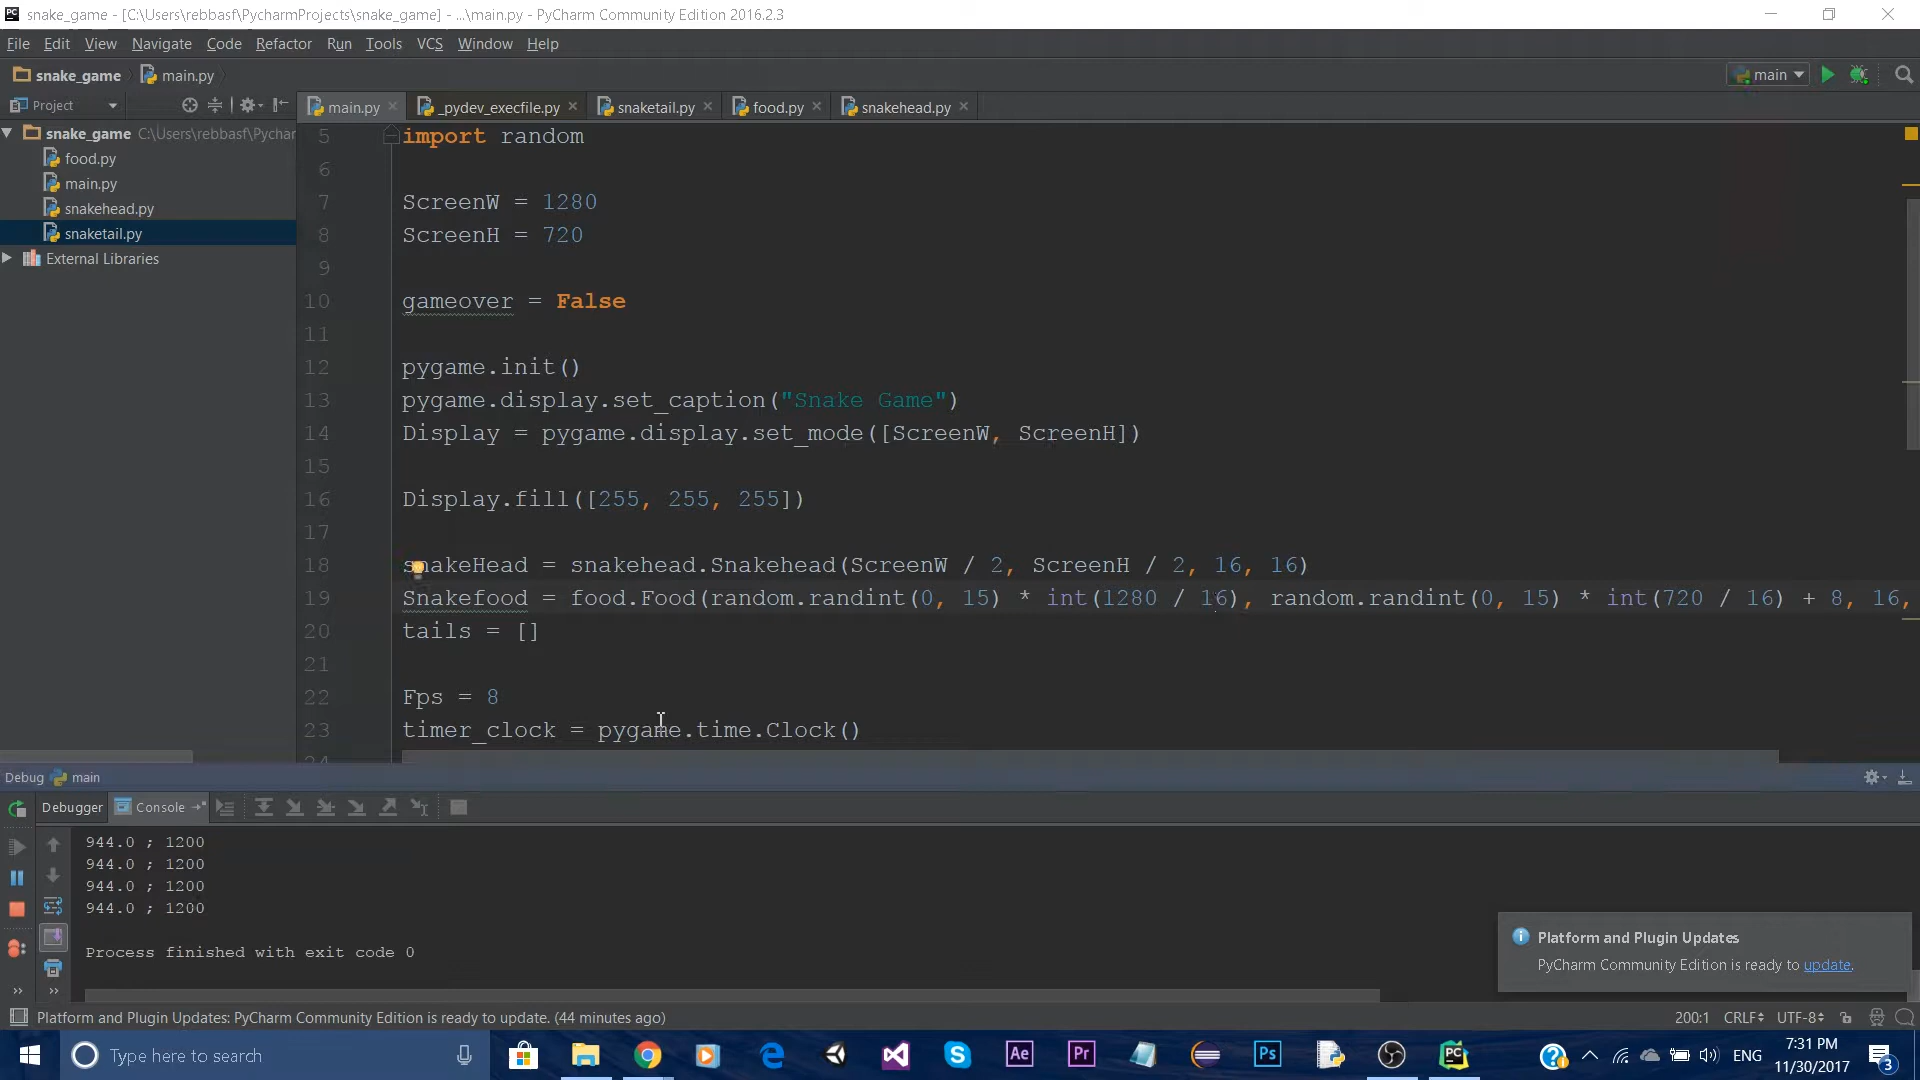 snake_game - [C:\Users\rebbasf\PycharmProjects\snake_game] - ...\main.py - PyCharm Community Edition 2016.2.3
File Edit View Navigate Code Refactor Run Tools VCS Window Help
snake_game main.py main
Project main.py _pydev_execfile.py snaketail.py food.py snakehead.py
snake_game C:\Users\rebbasf\Pychar
food.py
main.py
snakehead.py
snaketail.py
External Libraries
5 import random
6
7 ScreenW = 1280
8 ScreenH = 720
9
10 gameover = False
11
12 pygame.init()
13 pygame.display.set_caption("Snake Game")
14 Display = pygame.display.set_mode([ScreenW, ScreenH])
15
16 Display.fill([255, 255, 255])
17
18 snakeHead = snakehead.Snakehead(ScreenW / 2, ScreenH / 2, 16, 16)
19 Snakefood = food.Food(random.randint(0, 15) * int(1280 / 16), random.randint(0, 15) * int(720 / 16) + 8, 16,
20 tails = []
21
22 Fps = 8
23 timer_clock = pygame.time.Clock()
24
Debug main
Debugger Console
944.0 ; 1200
944.0 ; 1200
944.0 ; 1200
944.0 ; 1200
Process finished with exit code 0
Platform and Plugin Updates
PyCharm Community Edition is ready to update.
Platform and Plugin Updates: PyCharm Community Edition is ready to update. (44 minutes ago) 200:1 CRLF UTF-8
Type here to search
Ae Pr Ps PC ENG
7:31 PM
11/30/2017
3